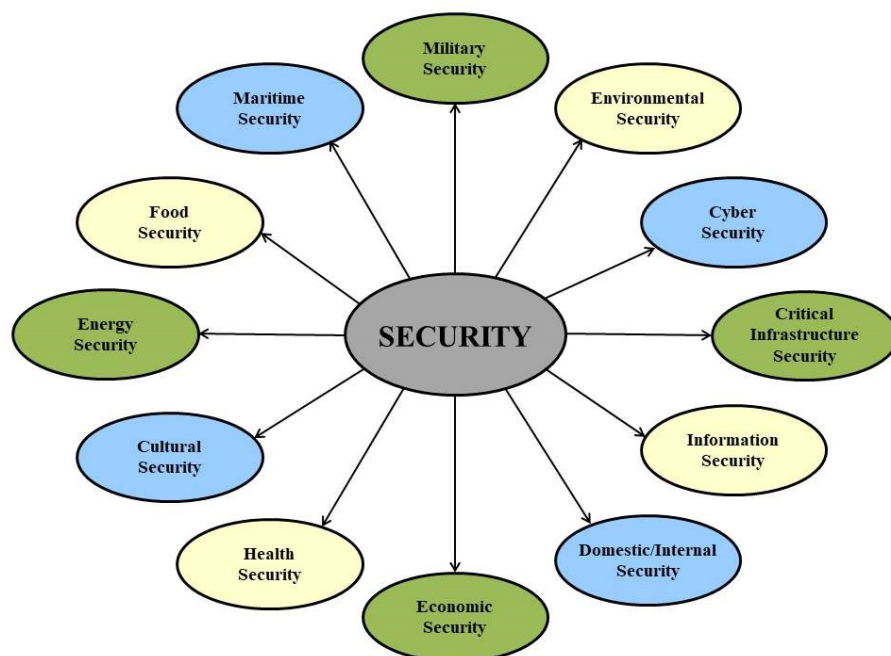 Military
Security
Maritime
Security
Environmental
Security
Food
Security
Cyber
Security
Energy
Security
SECURITY
Critical
Infrastructure
Security
Cultural
Security
Information
Security
Health
Security
Domestic/Internal
Security
Economic
Security